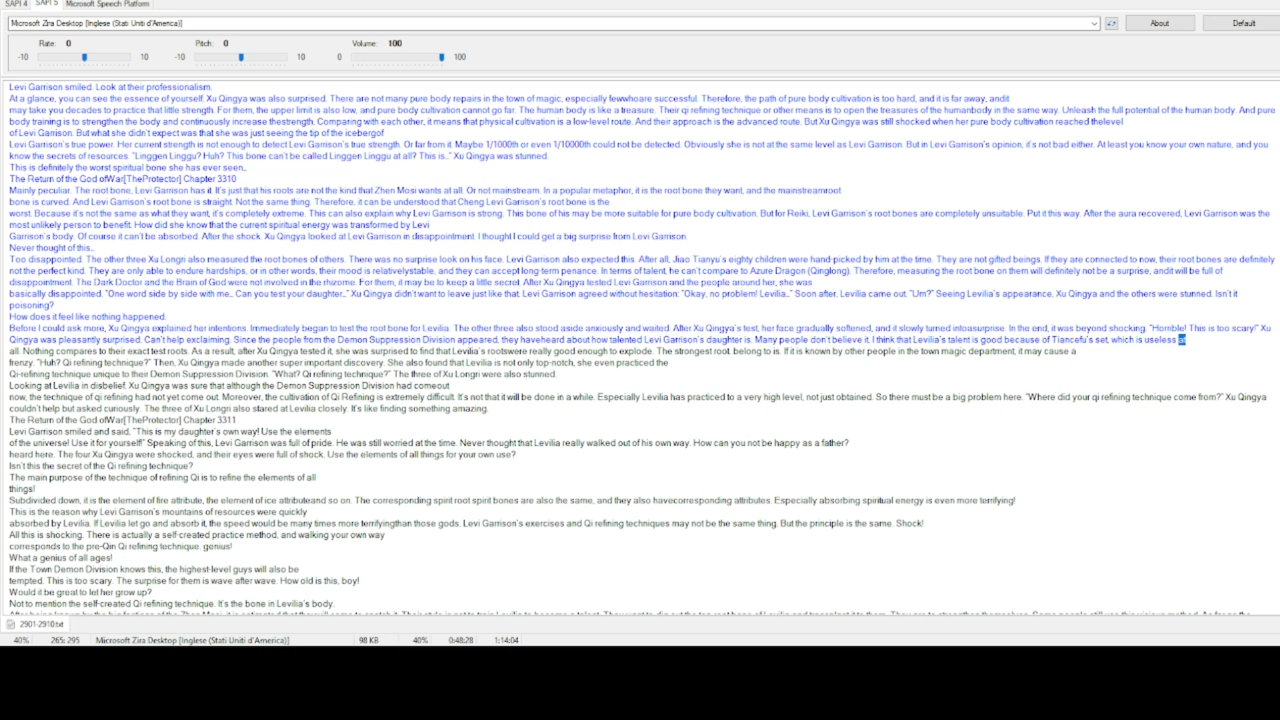 SAPI 4 SAPI 5 Microsoft Speech Platform
Microsoft Zira Desktop [Inglese (Stati Uniti d'America)] About Default
Rate: 0 Pitch: 0 Volume: 100
-10 10 -10 10 0 100
Levi Garrison smiled. Look at their professionalism.
At a glance, you can see the essence of yourself. Xu Qingya was also surprised. There are not many pure body repairs in the town of magic, especially fewwhoare successful. Therefore, the path of pure body cultivation is too hard, and it is far away, andit
may take you decades to practice that little strength. For them, the upper limit is also low, and pure body cultivation cannot go far. The human body is like a treasure. Their qi refining technique or other means is to open the treasures of the humanbody in the same way. Unleash the full potential of the human body. And pure
body training is to strengthen the body and continuously increase thestrength. Comparing with each other, it means that physical cultivation is a low-level route. And their approach is the advanced route. But Xu Qingya was still shocked when her pure body cultivation reached thelevel
of Levi Garrison. But what she didn't expect was that she was just seeing the tip of the icebergof
Levi Garrison's true power. Her current strength is not enough to detect Levi Garrison's true strength. Or far from it. Maybe 1/1000th or even 1/10000th could not be detected. Obviously she is not at the same level as Levi Garrison. But in Levi Garrison's opinion, it's not bad either. At least you know your own nature, and you
know the secrets of resources. "Linggen Linggu? Huh? This bone can't be called Linggen Linggu at all? This is..." Xu Qingya was stunned.
This is definitely the worst spiritual bone she has ever seen..
The Return of the God ofWar[TheProtector] Chapter 3310
Mainly peculiar. The root bone, Levi Garrison has it. It's just that his roots are not the kind that Zhen Mosi wants at all. Or not mainstream. In a popular metaphor, it is the root bone they want, and the mainstreamroot
bone is curved. And Levi Garrison's root bone is straight. Not the same thing. Therefore, it can be understood that Cheng Levi Garrison's root bone is the
worst. Because it's not the same as what they want, it's completely extreme. This can also explain why Levi Garrison is strong. This bone of his may be more suitable for pure body cultivation. But for Reiki, Levi Garrison's root bones are completely unsuitable. Put it this way. After the aura recovered, Levi Garrison was the
most unlikely person to benefit. How did she know that the current spiritual energy was transformed by Levi
Garrison's body. Of course it can't be absorbed. After the shock. Xu Qingya looked at Levi Garrison in disappointment. I thought I could get a big surprise from Levi Garrison.
Never thought of this..
Too disappointed. The other three Xu Longri also measured the root bones of others. There was no surprise look on his face. Levi Garrison also expected this. After all, Jiao Tianyu's eighty children were hand-picked by him at the time. They are not gifted beings. If they are connected to now, their root bones are definitely
not the perfect kind. They are only able to endure hardships, or in other words, their mood is relativelystable, and they can accept long-term penance. In terms of talent, he can't compare to Azure Dragon (Qinglong). Therefore, measuring the root bone on them will definitely not be a surprise, andit will be full of
disappointment. The Dark Doctor and the Brain of God were not involved in the rhizome. For them, it may be to keep a little secret. After Xu Qingya tested Levi Garrison and the people around her, she was
basically disappointed. "One word side by side with me... Can you test your daughter..." Xu Qingya didn't want to leave just like that. Levi Garrison agreed without hesitation: "Okay, no problem! Levilia..." Soon after, Levilia came out. "Um?" Seeing Levilia's appearance, Xu Qingya and the others were stunned. Isn't it
poisoning?
How does it feel like nothing happened.
Before I could ask more, Xu Qingya explained her intentions. Immediately began to test the root bone for Levilia. The other three also stood aside anxiously and waited. After Xu Qingya's test, her face gradually softened, and it slowly turned intoasurprise. In the end, it was beyond shocking. "Horrible! This is too scary!" Xu
Qingya was pleasantly surprised. Can't help exclaiming. Since the people from the Demon Suppression Division appeared, they haveheard about how talented Levi Garrison's daughter is. Many people don't believe it. I think that Levilia's talent is good because of Tiancefu's set, which is useless at
all. Nothing compares to their exact test roots. As a result, after Xu Qingya tested it, she was surprised to find that Levilia's rootswere really good enough to explode. The strongest root, belong to is. If it is known by other people in the town magic department, it may cause a
frenzy. "Huh? Qi refining technique?" Then, Xu Qingya made another super important discovery. She also found that Levilia is not only top-notch, she even practiced the
Qi-refining technique unique to their Demon Suppression Division. "What? Qi refining technique?" The three of Xu Longri were also stunned.
Looking at Levilia in disbelief. Xu Qingya was sure that although the Demon Suppression Division had comeout
now, the technique of qi refining had not yet come out. Moreover, the cultivation of Qi Refining is extremely difficult. It's not that it will be done in a while. Especially Levilia has practiced to a very high level, not just obtained. So there must be a big problem here. "Where did your qi refining technique come from?" Xu Qingya
couldn't help but asked curiously. The three of Xu Longri also stared at Levilia closely. It's like finding something amazing.
The Return of the God ofWar[TheProtector] Chapter 3311
Levi Garrison smiled and said, "This is my daughter's own way! Use the elements
of the universe! Use it for yourself!" Speaking of this, Levi Garrison was full of pride. He was still worried at the time. Never thought that Levilia really walked out of his own way. How can you not be happy as a father?
heard here. The four Xu Qingya were shocked, and their eyes were full of shock. Use the elements of all things for your own use?
Isn't this the secret of the Qi refining technique?
The main purpose of the technique of refining Qi is to refine the elements of all
things!
Subdivided down, it is the element of fire attribute, the element of ice attributeand so on. The corresponding spirit root spirit bones are also the same, and they also havecorresponding attributes. Especially absorbing spiritual energy is even more terrifying!
This is the reason why Levi Garrison's mountains of resources were quickly
absorbed by Levilia. If Levilia let go and absorb it, the speed would be many times more terrifyingthan those gods. Levi Garrison's exercises and Qi refining techniques may not be the same thing. But the principle is the same. Shock!
All this is shocking. There is actually a self-created practice method, and walking your own way
corresponds to the pre-Qin Qi refining technique. genius!
What a genius of all ages!
If the Town Demon Division knows this, the highest-level guys will also be
tempted. This is too scary. The surprise for them is wave after wave. How old is this, boy!
Would it be great to let her grow up?
Not to mention the self-created Qi refining technique. It's the bone in Levilia's body.
2901-2910.txt
40% 265: 295 Microsoft Zira Desktop [Inglese (Stati Uniti d'America)] 98 KB 40% 0:48:28 1:14:04